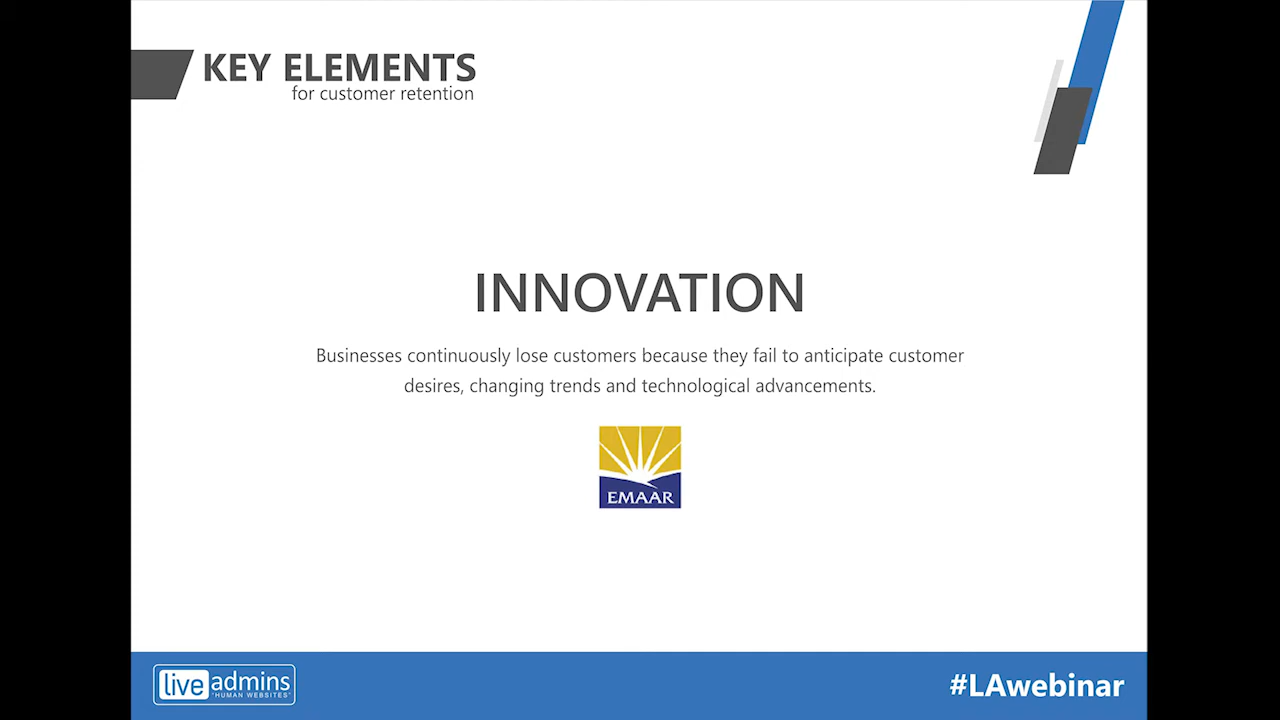 KEY ELEMENTS
for customer retention
INNOVATION
Businesses continuously lose customers because they fail to anticipate customer
desires, changing trends and technological advancements.
EMAAR
live admins
"HUMAN WEBSITES"
#LAwebinar